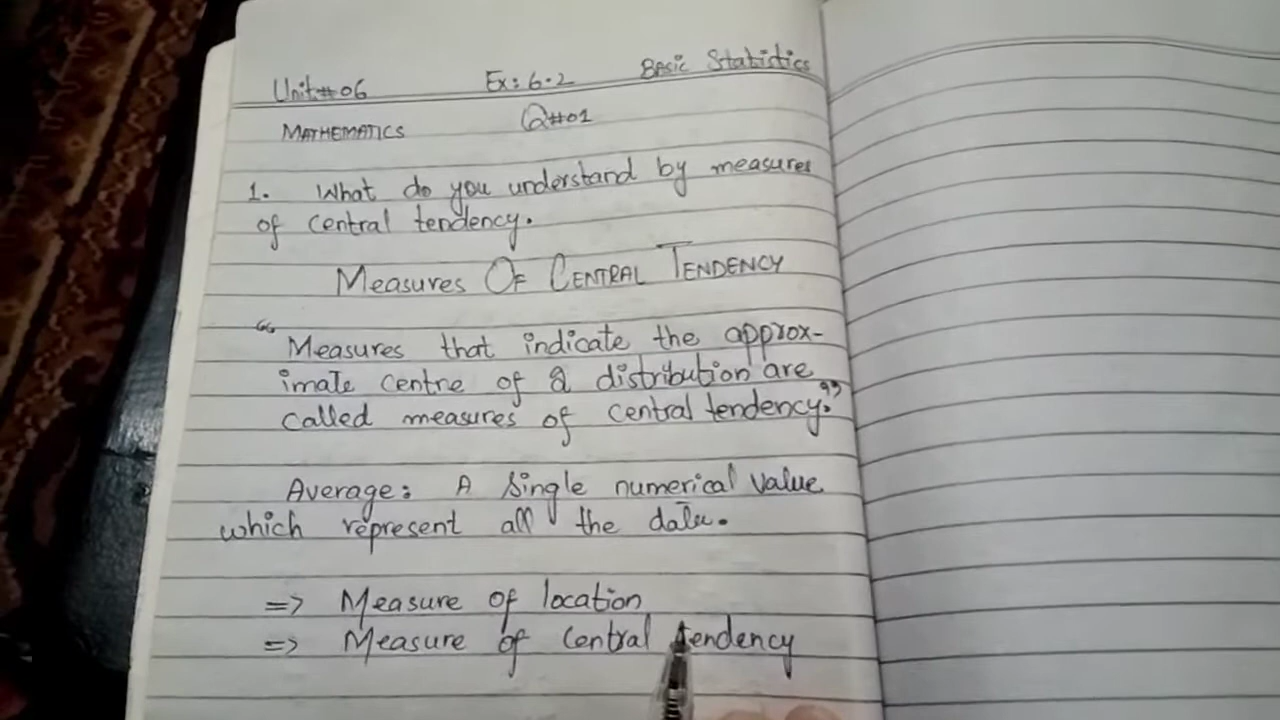 Unit#06 Ex:6.2 Basic Statistics
MATHEMATICS Q#01
1. What do you understand by measures
of central tendency.
MEASURES OF CENTRAL TENDENCY
“Measures that indicate the approx-
imate centre of a distribution are
called measures of central tendency.”
Average: A single numerical value
which represent all the data.
=> Measure of location
=> Measure of central tendency